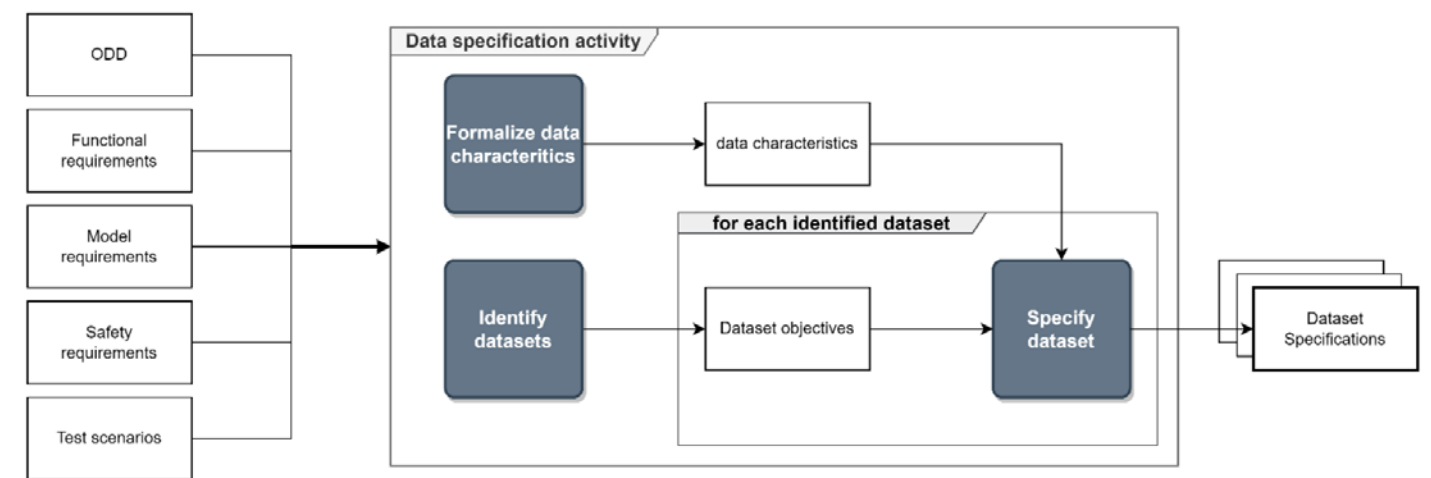 ODD
Functional
requirements
Model
requirements
Safety
requirements
Test scenarios
Data specification activity
Formalize data
characteritics
data characteristics
for each identified dataset
Identify
datasets
Dataset objectives
Specify
dataset
Dataset
Specifications